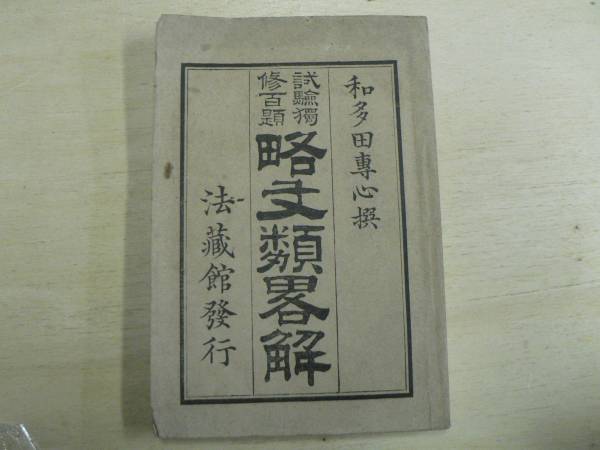 和多田專心撰
試驗獨
修百題
略文類畧解
法藏館發行